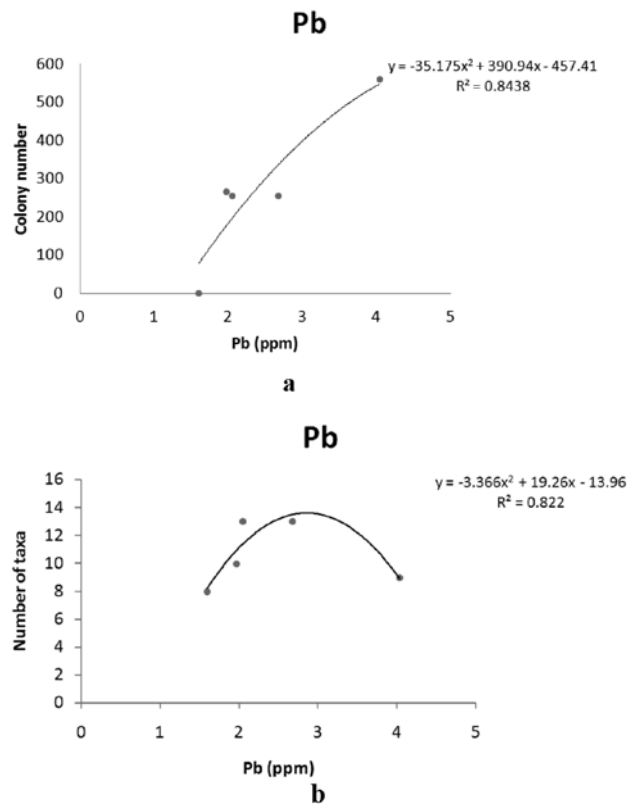 Pb
y = -35.175x² + 390.94x - 457.41
R² = 0.8438
600
500
400
300
200
100
0
Colony number
0 1 2 3 4 5
Pb (ppm)
a
Pb
y = -3.366x² + 19.26x - 13.96
R² = 0.822
16
14
12
10
8
6
4
2
0
Number of taxa
0 1 2 3 4 5
Pb (ppm)
b